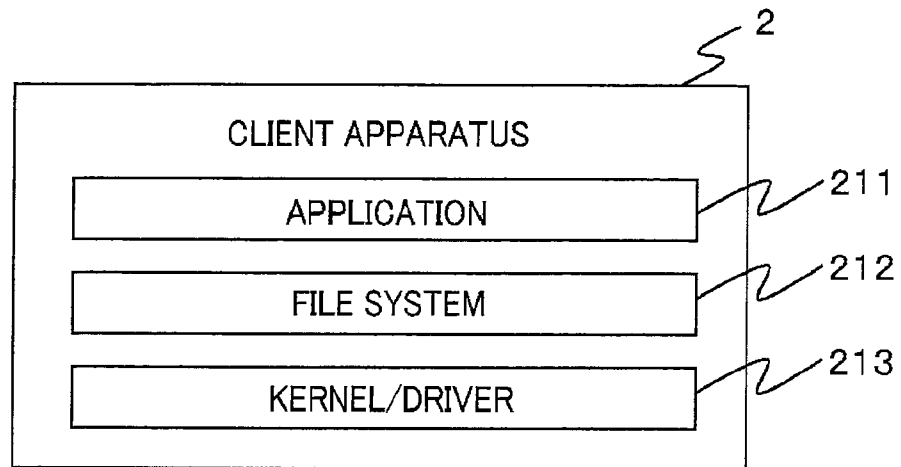 2
CLIENT APPARATUS
APPLICATION
211
FILE SYSTEM
212
KERNEL/DRIVER
213